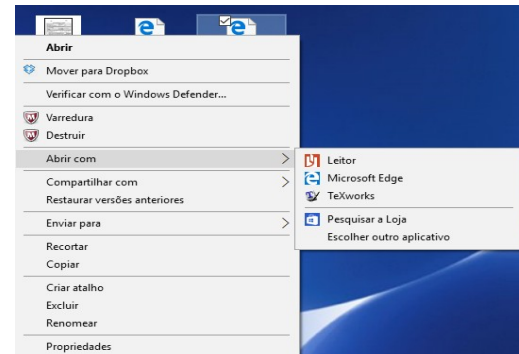 Abrir
Mover para Dropbox
Verificar com o Windows Defender...
Varredura
Destruir
Abrir com
Compartilhar com
Restaurar versões anteriores
Enviar para
Recortar
Copiar
Criar atalho
Excluir
Renomear
Propriedades
Leitor
Microsoft Edge
TeXworks
Pesquisar a Loja
Escolher outro aplicativo